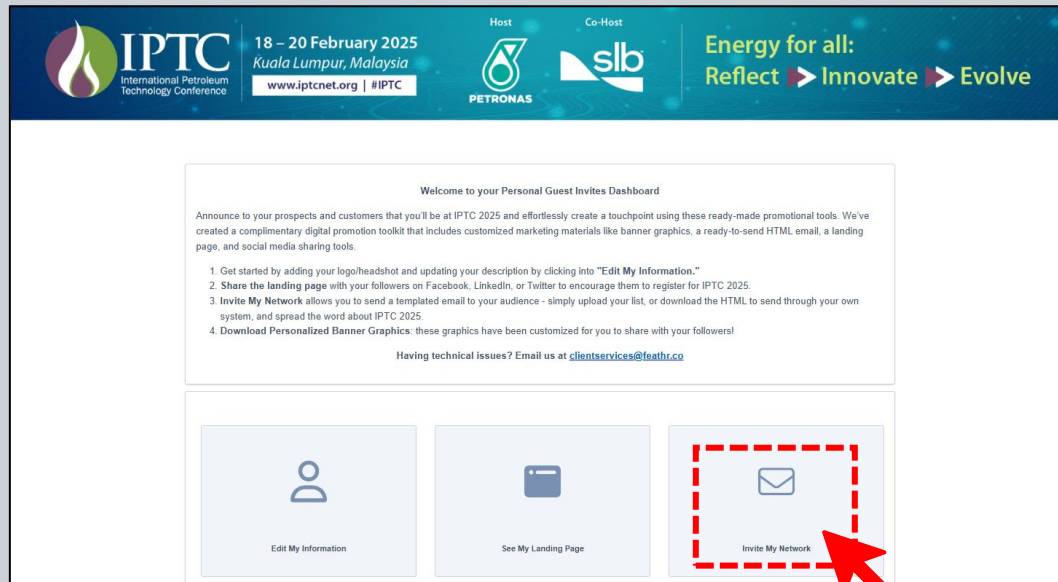 Host
Co-Host
IPTC
International Petroleum
Technology Conference
18 – 20 February 2025
Kuala Lumpur, Malaysia
www.iptcnet.org | #IPTC
PETRONAS
slb
Energy for all:
Reflect Innovate Evolve
Welcome to your Personal Guest Invites Dashboard
Announce to your prospects and customers that you'll be at IPTC 2025 and effortlessly create a touchpoint using these ready-made promotional tools. We've
created a complimentary digital promotion toolkit that includes customized marketing materials like banner graphics, a ready-to-send HTML email, a landing
page, and social media sharing tools.
1. Get started by adding your logo/headshot and updating your description by clicking into "Edit My Information."
2. Share the landing page with your followers on Facebook, LinkedIn, or Twitter to encourage them to register for IPTC 2025.
3. Invite My Network allows you to send a templated email to your audience - simply upload your list, or download the HTML to send through your own
system, and spread the word about IPTC 2025.
4. Download Personalized Banner Graphics: these graphics have been customized for you to share with your followers!
Having technical issues? Email us at clientservices@feathr.co
Edit My Information
See My Landing Page
Invite My Network